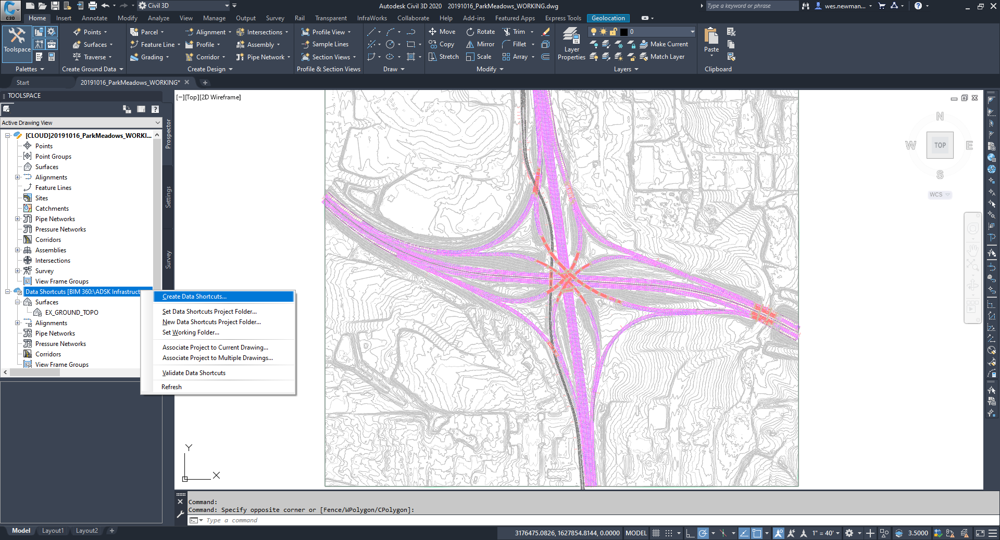 Civil 3D
Autodesk Civil 3D 2020 20191016_ParkMeadows_WORKING.dwg
Type a keyword or phrase
wes.newman...
C3D
Home Insert Annotate Modify Analyze View Manage Output Survey Rail Transparent InfraWorks Collaborate Help Add-ins Featured Apps Express Tools Geolocation
Toolspace
Palettes
Points
Surfaces
Traverse
Create Ground Data
Parcel
Feature Line
Grading
Alignment
Profile
Corridor
Intersections
Assembly
Pipe Network
Create Design
Profile View
Sample Lines
Section Views
Profile & Section Views
Draw
Move Rotate Trim
Copy Mirror Fillet
Stretch Scale Array
Modify
Layer
Properties
0
Make Current
Match Layer
Layers
Paste
Clipboard
Start 20191016_ParkMeadows_WORKING*
TOOLSPACE
Active Drawing View
[CLOUD]20191016_ParkMeadows_WORKI...
Points
Point Groups
Surfaces
Alignments
Feature Lines
Sites
Catchments
Pipe Networks
Pressure Networks
Corridors
Assemblies
Intersections
Survey
View Frame Groups
Data Shortcuts [BIM 360:\ADSK Infrastruct
Surfaces
EX_GROUND_TOPO
Alignments
Pipe Networks
Pressure Networks
Corridors
View Frame Groups
Prospector
Settings
Survey
Create Data Shortcuts...
Set Data Shortcuts Project Folder...
New Data Shortcuts Project Folder...
Set Working Folder...
Associate Project to Current Drawing...
Associate Project to Multiple Drawings...
Validate Data Shortcuts
Refresh
[−][Top][2D Wireframe]
N
W TOP E
S
WCS
Y
X
Command:
Command: Specify opposite corner or [Fence/WPolygon/CPolygon]:
Type a command
Model Layout1 Layout2
3176475.0826, 1627854.8144, 0.0000 MODEL 1" = 40' 3.5000